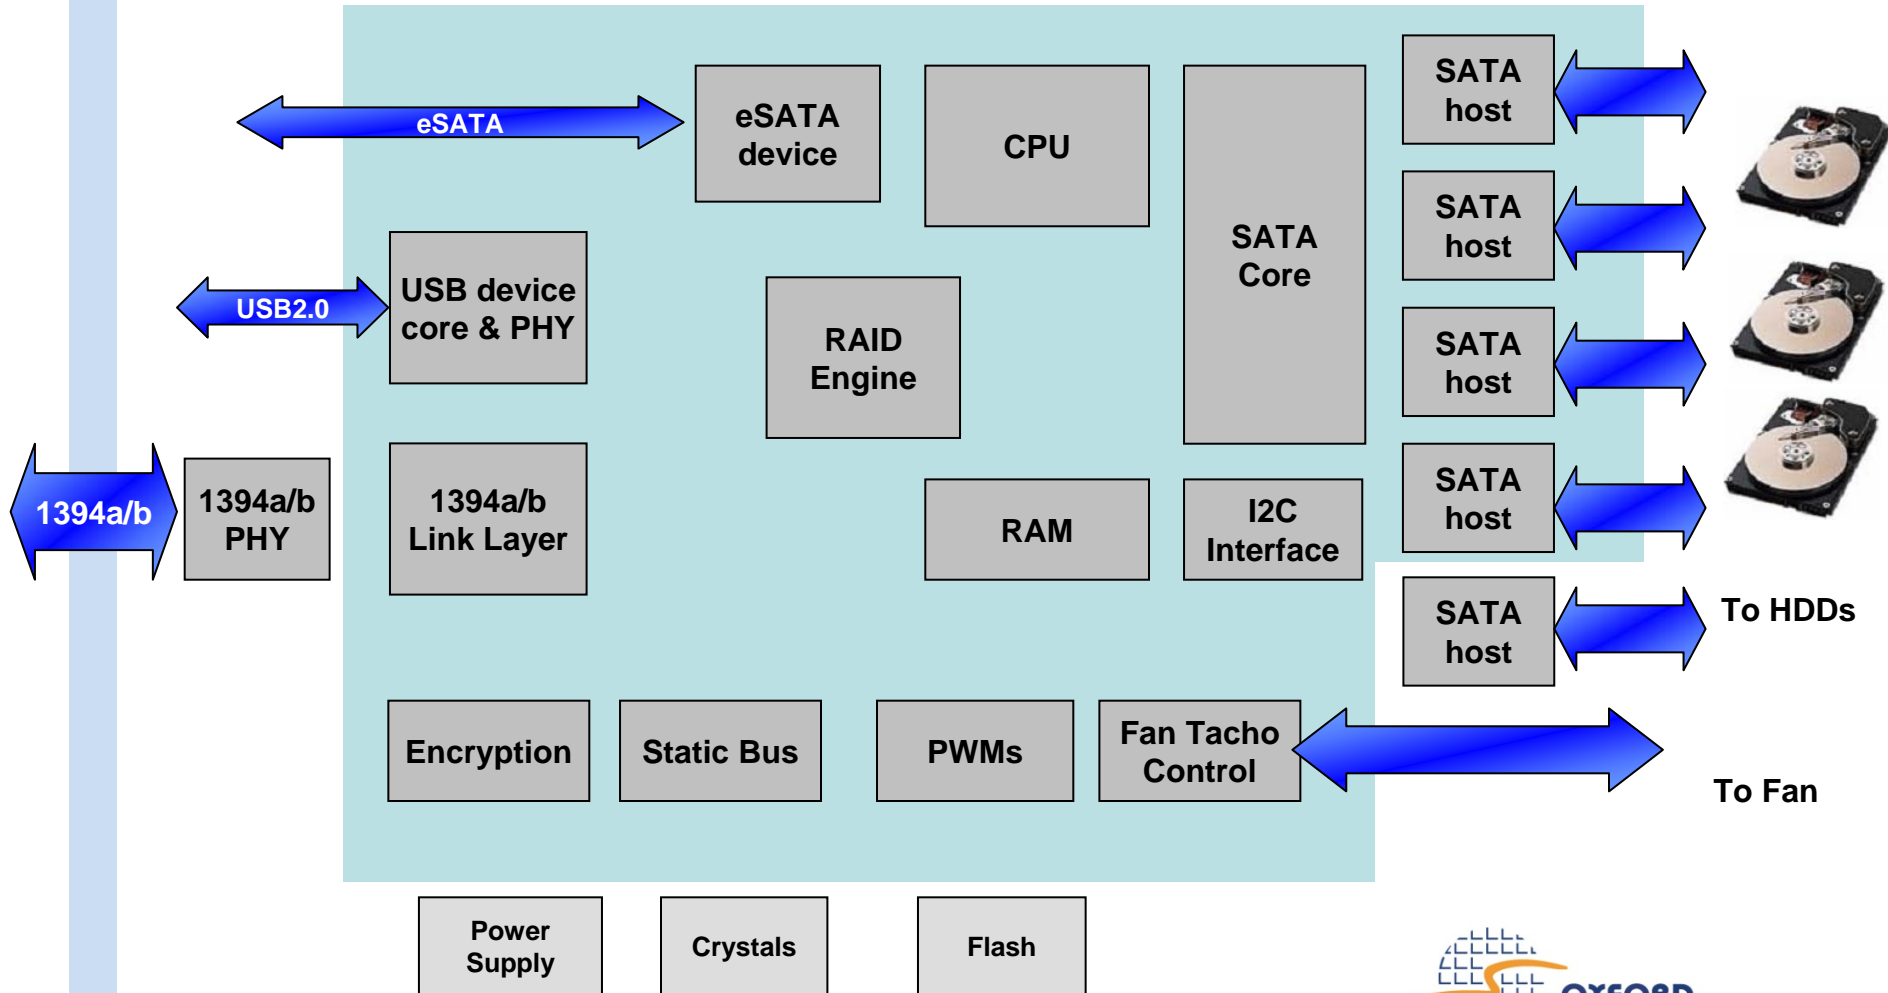 eSATA
eSATA
device
CPU
SATA
Core
SATA
host
SATA
host
SATA
host
SATA
host
SATA
host
USB2.0
USB device
core & PHY
RAID
Engine
1394a/b
1394a/b
PHY
1394a/b
Link Layer
RAM
I2C
Interface
To HDDs
Encryption
Static Bus
PWMs
Fan Tacho
Control
To Fan
Power
Supply
Crystals
Flash
OXFORD